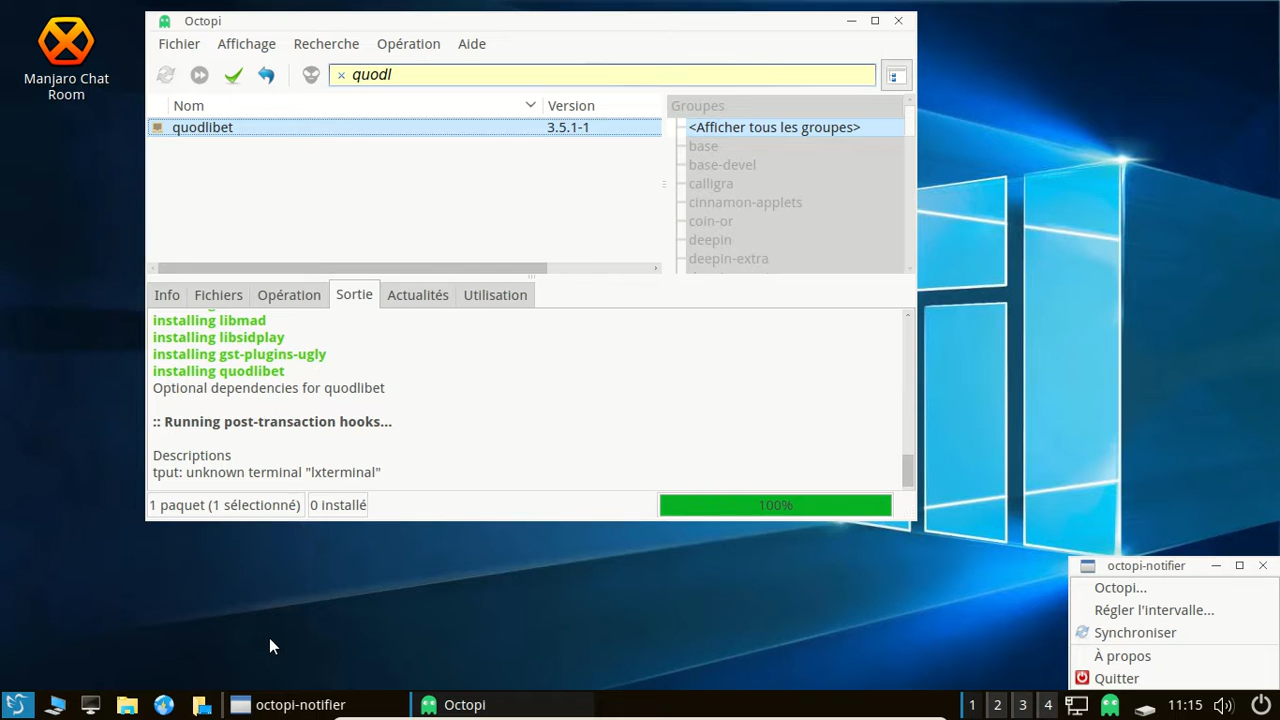 Manjaro Chat
Room
Octopi
Fichier Affichage Recherche Opération Aide
quodl
Nom Version
quodlibet 3.5.1-1
Groupes
<Afficher tous les groupes>
base
base-devel
calligra
cinnamon-applets
coin-or
deepin
deepin-extra
Info Fichiers Opération Sortie Actualités Utilisation
installing libmad
installing libsidplay
installing gst-plugins-ugly
installing quodlibet
Optional dependencies for quodlibet
:: Running post-transaction hooks...
Descriptions
tput: unknown terminal "lxterminal"
1 paquet (1 sélectionné) 0 installé 100%
octopi-notifier
Octopi...
Régler l'intervalle...
Synchroniser
À propos
Quitter
octopi-notifier Octopi 1 2 3 4 11:15